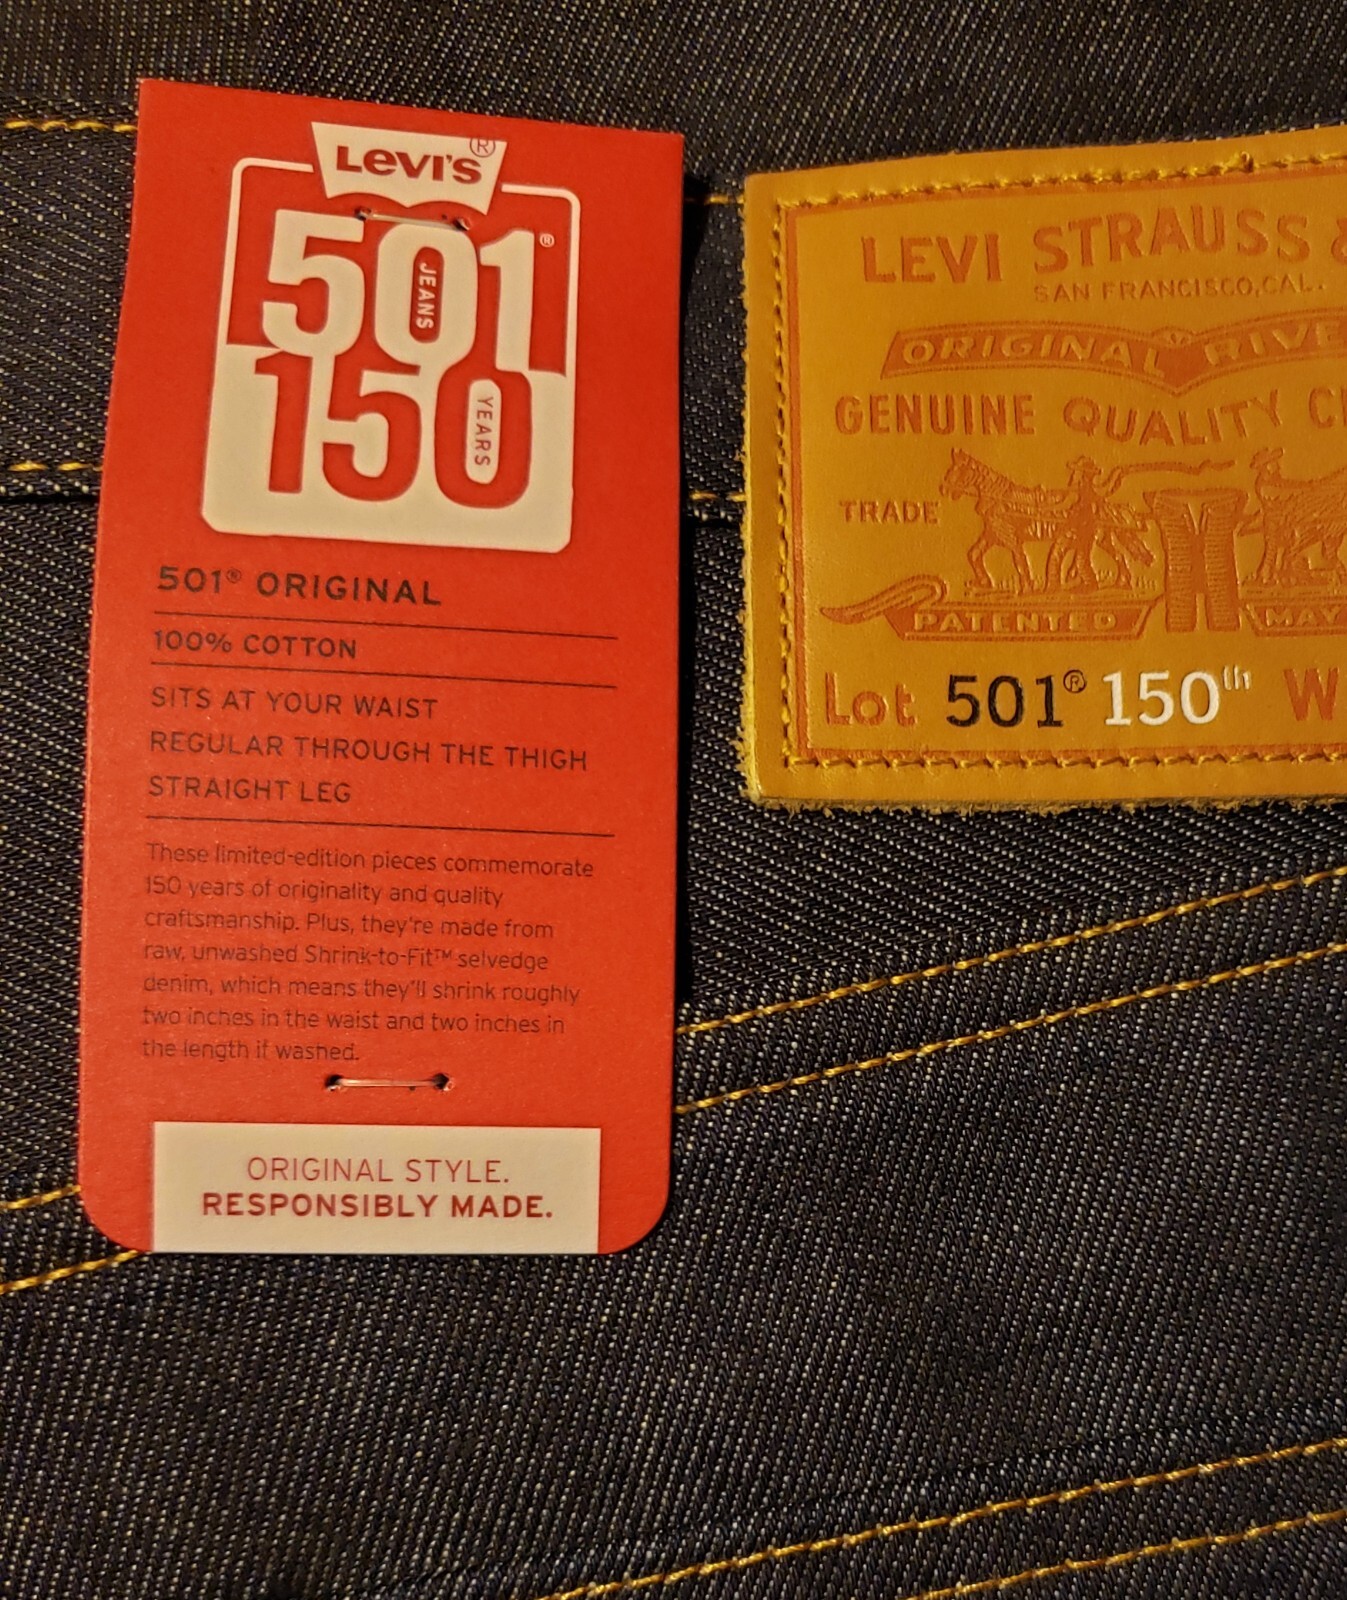 LEVI'S®
501®
JEANS
150
YEARS
501® ORIGINAL
100% COTTON
SITS AT YOUR WAIST
REGULAR THROUGH THE THIGH
STRAIGHT LEG
These limited-edition pieces commemorate
150 years of originality and quality
craftsmanship. Plus, they're made from
raw, unwashed Shrink-to-Fit™ selvedge
denim, which means they'll shrink roughly
two inches in the waist and two inches in
the length if washed.
ORIGINAL STYLE.
RESPONSIBLY MADE.
LEVI STRAUSS &
SAN FRANCISCO, CAL.
ORIGINAL RIVE
GENUINE QUALITY
TRADE
PATENTED MAY
Lot 501® 150th W